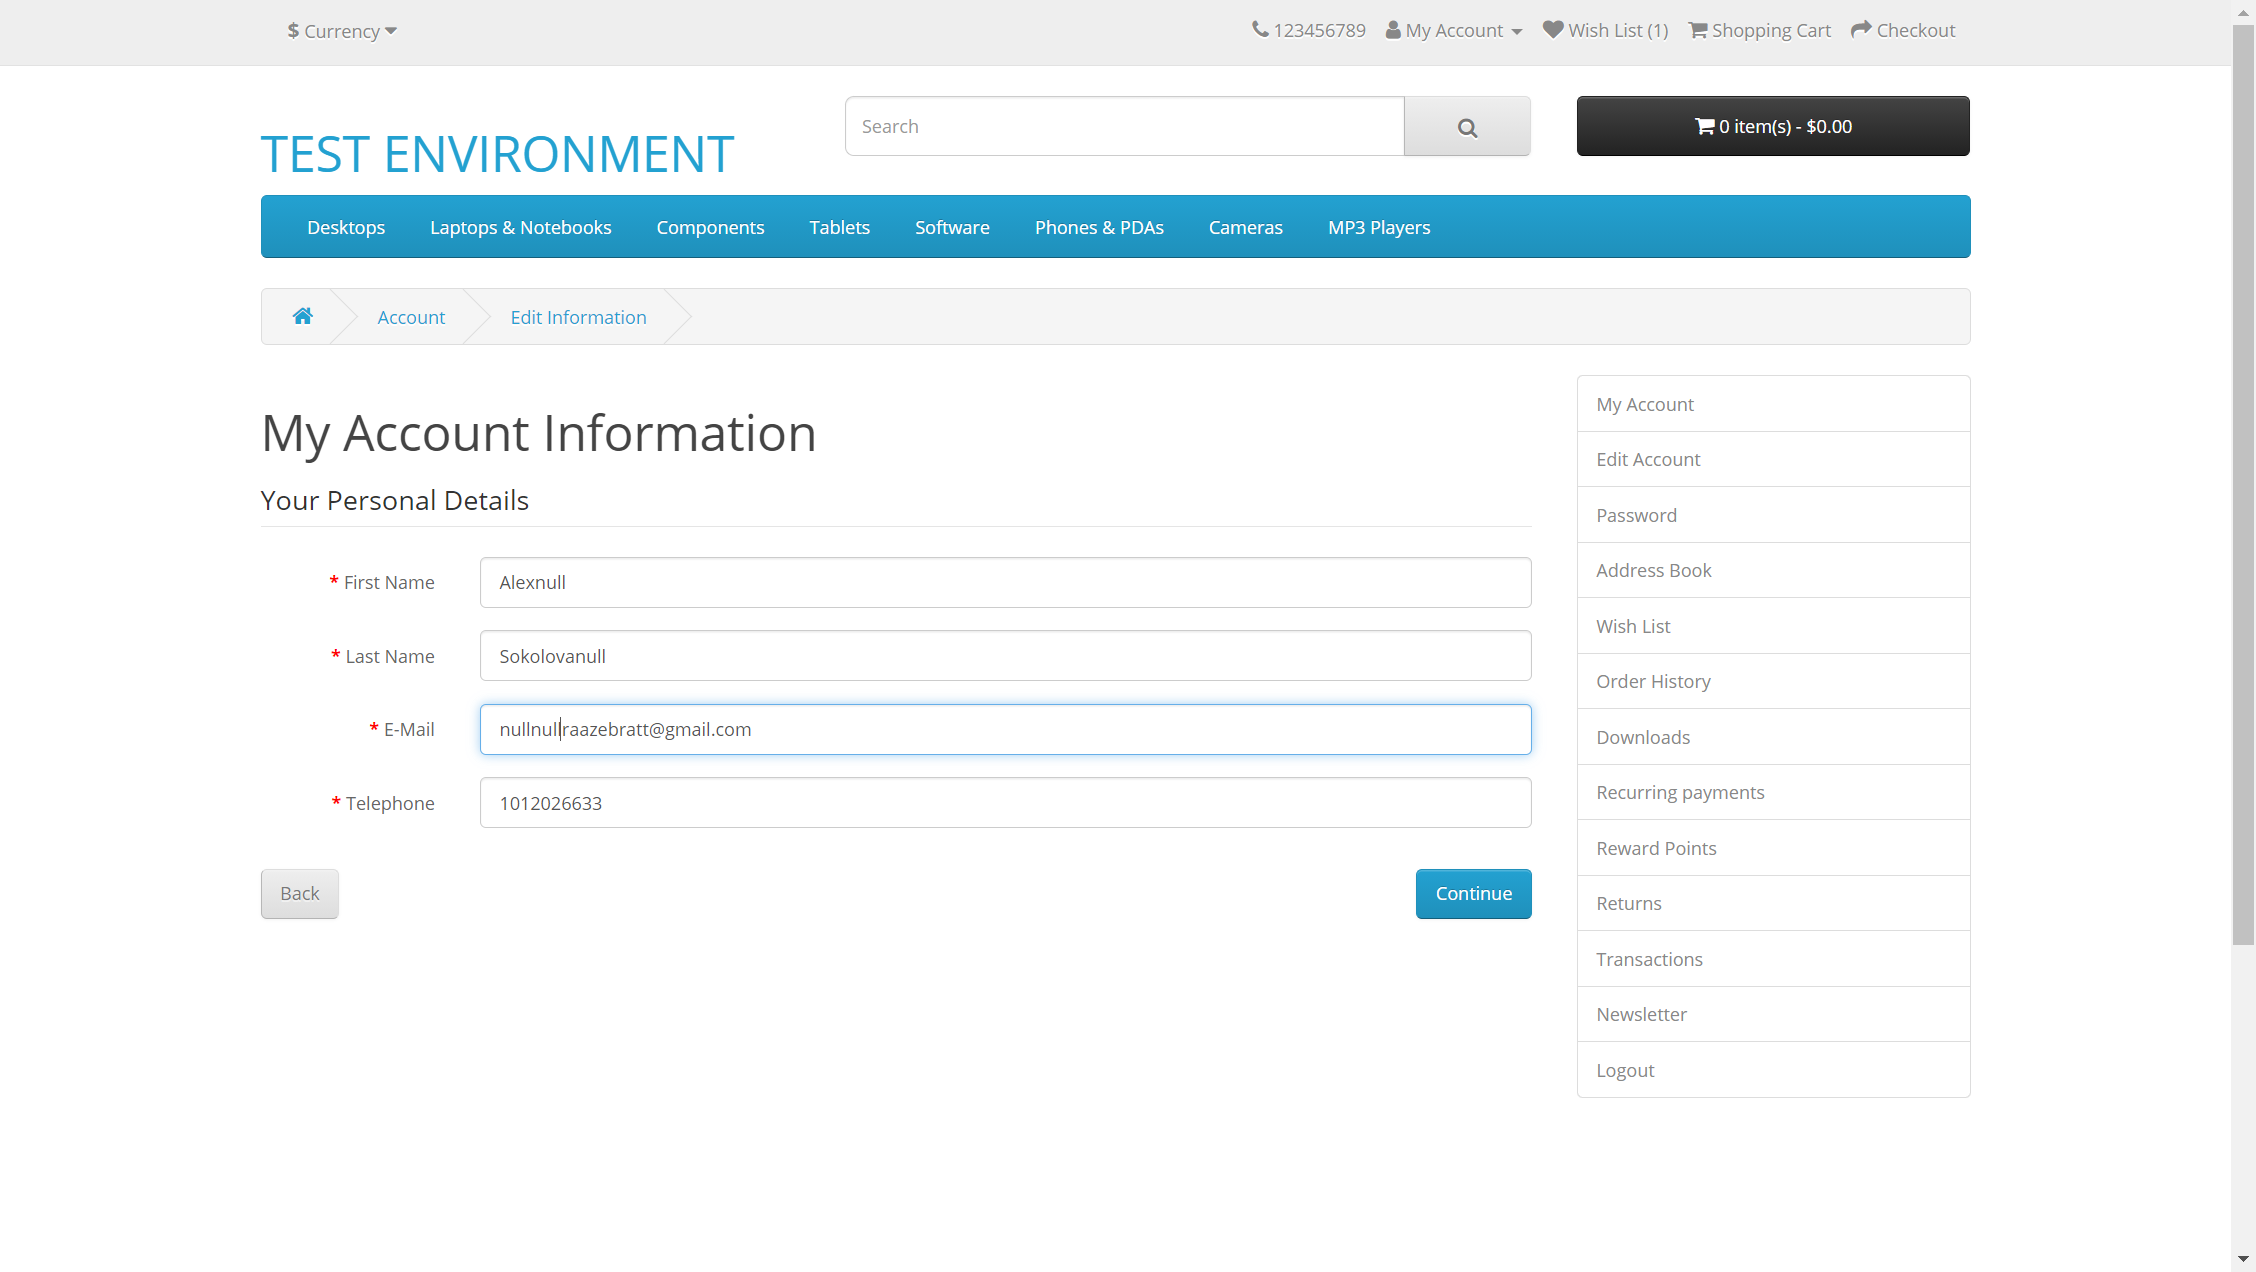 $ Currency
123456789 My Account Wish List (1) Shopping Cart Checkout
TEST ENVIRONMENT
Search
0 item(s) - $0.00
Desktops Laptops & Notebooks Components Tablets Software Phones & PDAs Cameras MP3 Players
Account Edit Information
My Account Information
Your Personal Details
* First Name Alexnull
* Last Name Sokolovanull
* E-Mail nullnullraazebratt@gmail.com
* Telephone 1012026633
Back
Continue
My Account
Edit Account
Password
Address Book
Wish List
Order History
Downloads
Recurring payments
Reward Points
Returns
Transactions
Newsletter
Logout